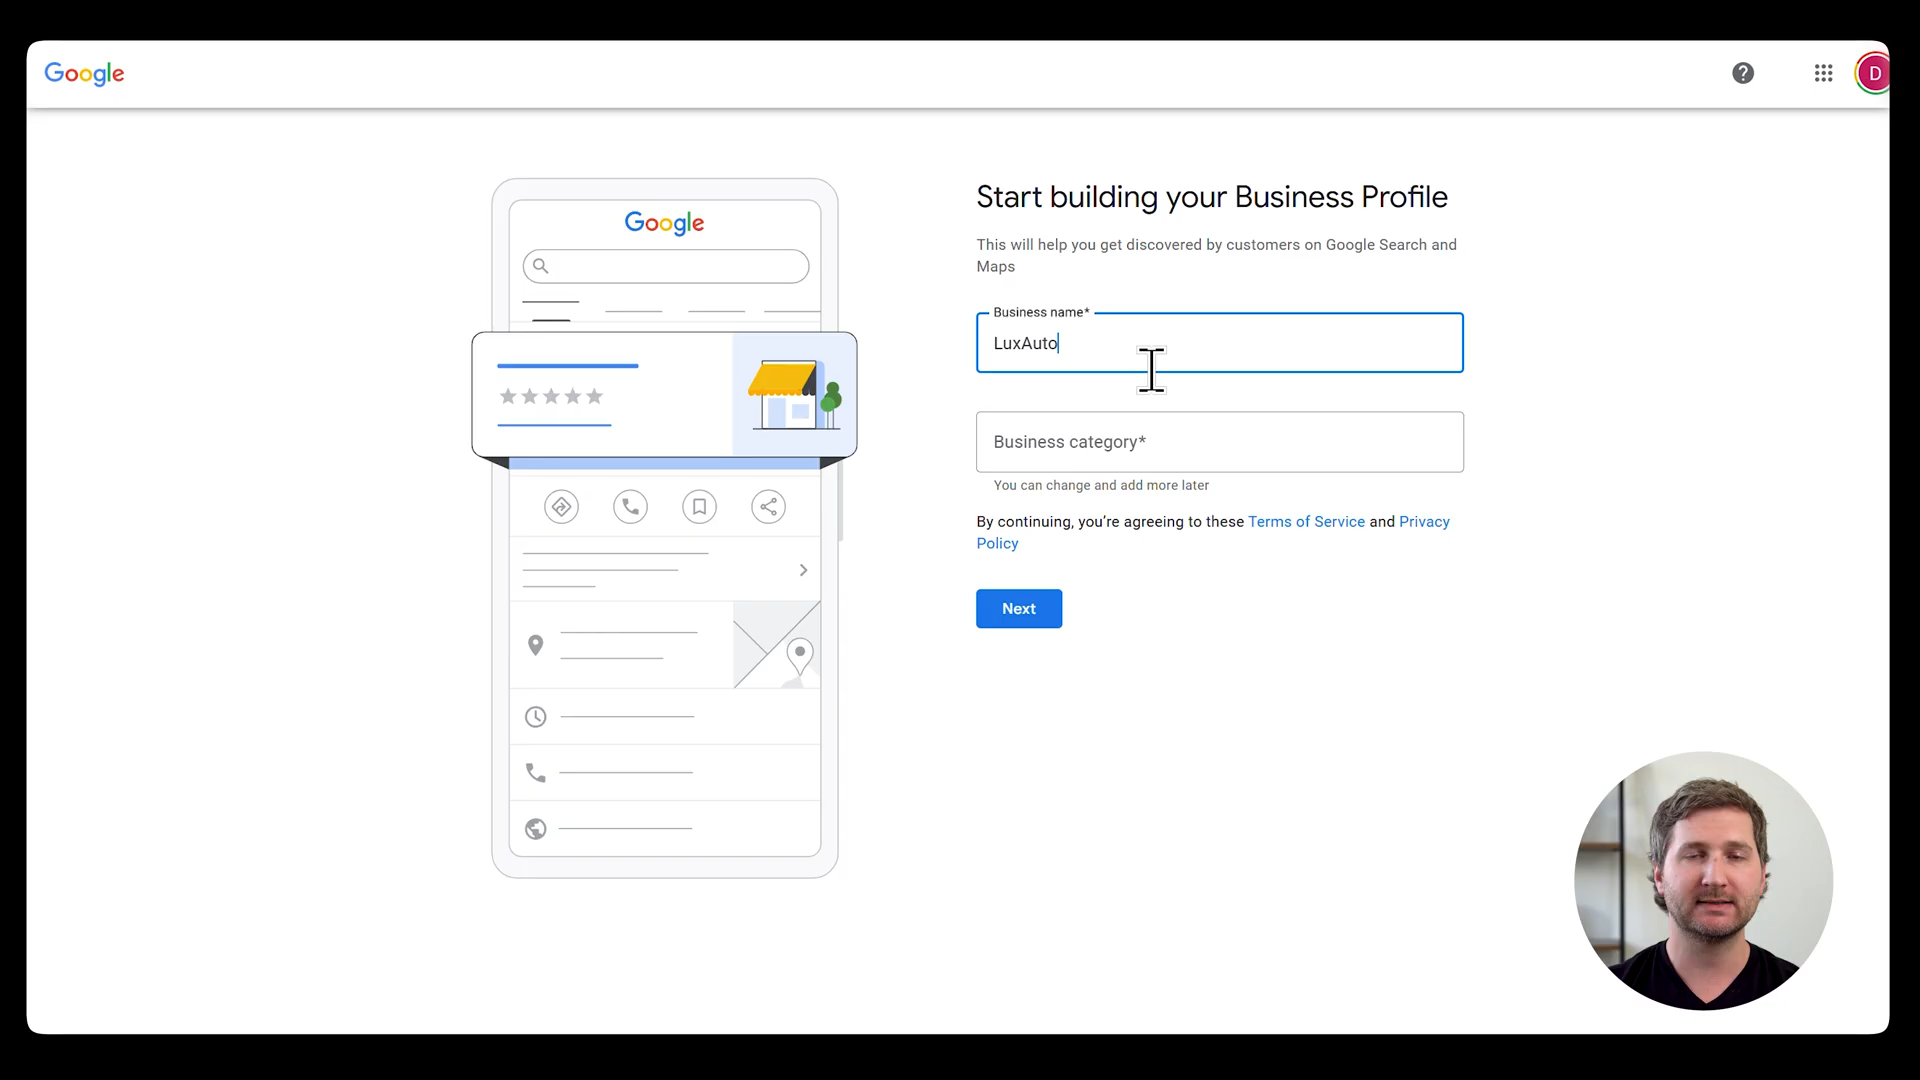 Google
D
Google
Start building your Business Profile
This will help you get discovered by customers on Google Search and
Maps
Business name*
LuxAuto
Business category*
You can change and add more later
By continuing, you're agreeing to these Terms of Service and Privacy
Policy
Next